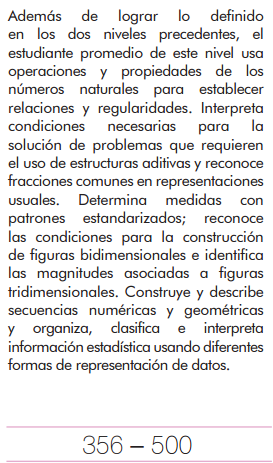 Además de lograr lo definido
en los dos niveles precedentes, el
estudiante promedio de este nivel usa
operaciones y propiedades de los
números naturales para establecer
relaciones y regularidades. Interpreta
condiciones necesarias para la
solución de problemas que requieren
el uso de estructuras aditivas y reconoce
fracciones comunes en representaciones
usuales. Determina medidas con
patrones estandarizados; reconoce
las condiciones para la construcción
de figuras bidimensionales e identifica
las magnitudes asociadas a figuras
tridimensionales. Construye y describe
secuencias numéricas y geométricas
y organiza, clasifica e interpreta
información estadística usando diferentes
formas de representación de datos.
356 – 500